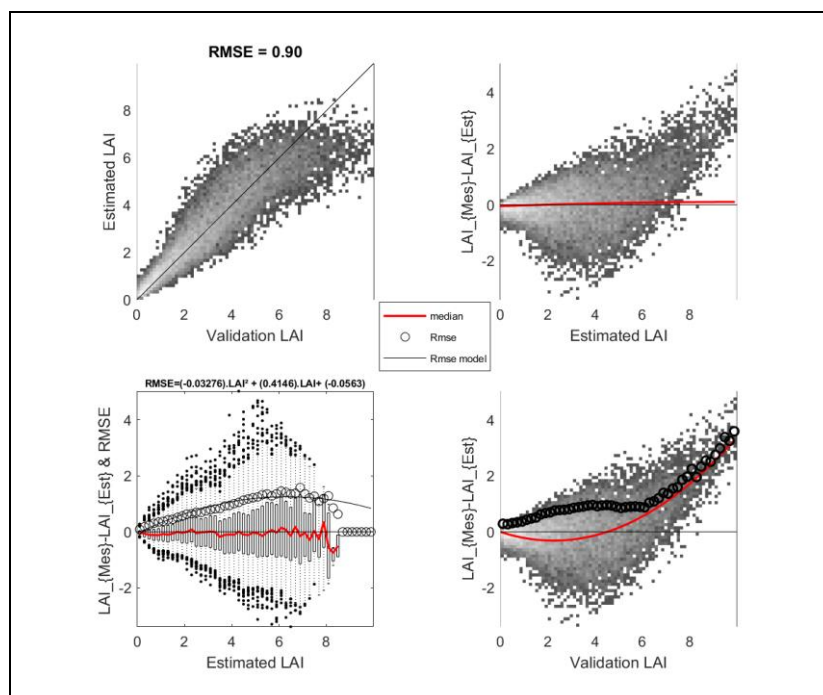 RMSE = 0.90
10
8
6
4
2
0
Estimated LAI
0 2 4 6 8
Validation LAI
4
2
0
-2
LAI_{Mes}-LAI_{Est}
0 2 4 6 8
Estimated LAI
median
Rmse
Rmse model
RMSE=(-0.03276).LAI² + (0.4146).LAI+ (-0.0563)
4
2
0
-2
LAI_{Mes}-LAI_{Est} & RMSE
0 2 4 6 8
Estimated LAI
4
2
0
-2
LAI_{Mes}-LAI_{Est}
0 2 4 6 8
Validation LAI